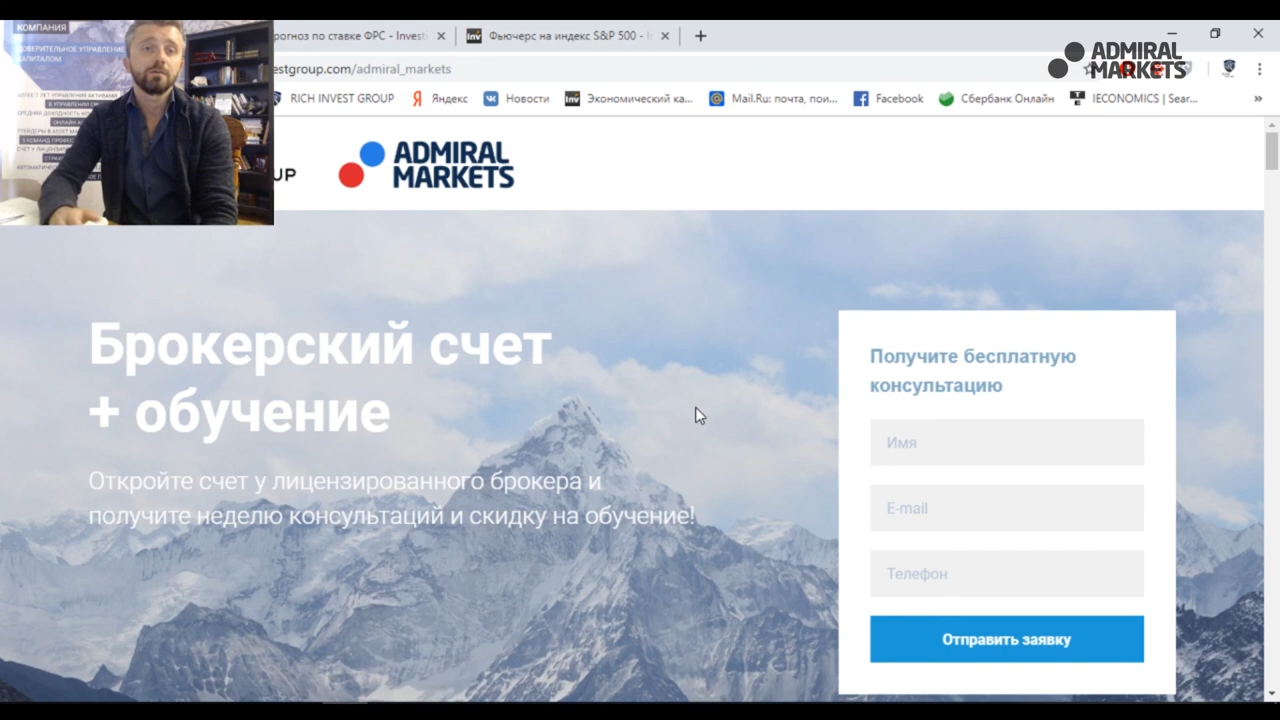 КОМПАНИЯ
ДОВЕРИТЕЛЬНОЕ УПРАВЛЕНИЕ
КАПИТАЛОМ
рогноз по ставке ФРС - Invest
Inv Фьючерс на индекс S&P 500 - I
ADMIRAL
MARKETS
estgroup.com/admiral_markets
RICH INVEST GROUP
Яндекс
Новости
Inv Экономический ка...
Mail.Ru: почта, пои...
Facebook
Сбербанк Онлайн
IECONOMICS | Sear...
UP
ADMIRAL
MARKETS
Брокерский счет
+ обучение
Откройте счет у лицензированного брокера и
получите неделю консультаций и скидку на обучение!
Получите бесплатную
консультацию
Имя
E-mail
Телефон
Отправить заявку